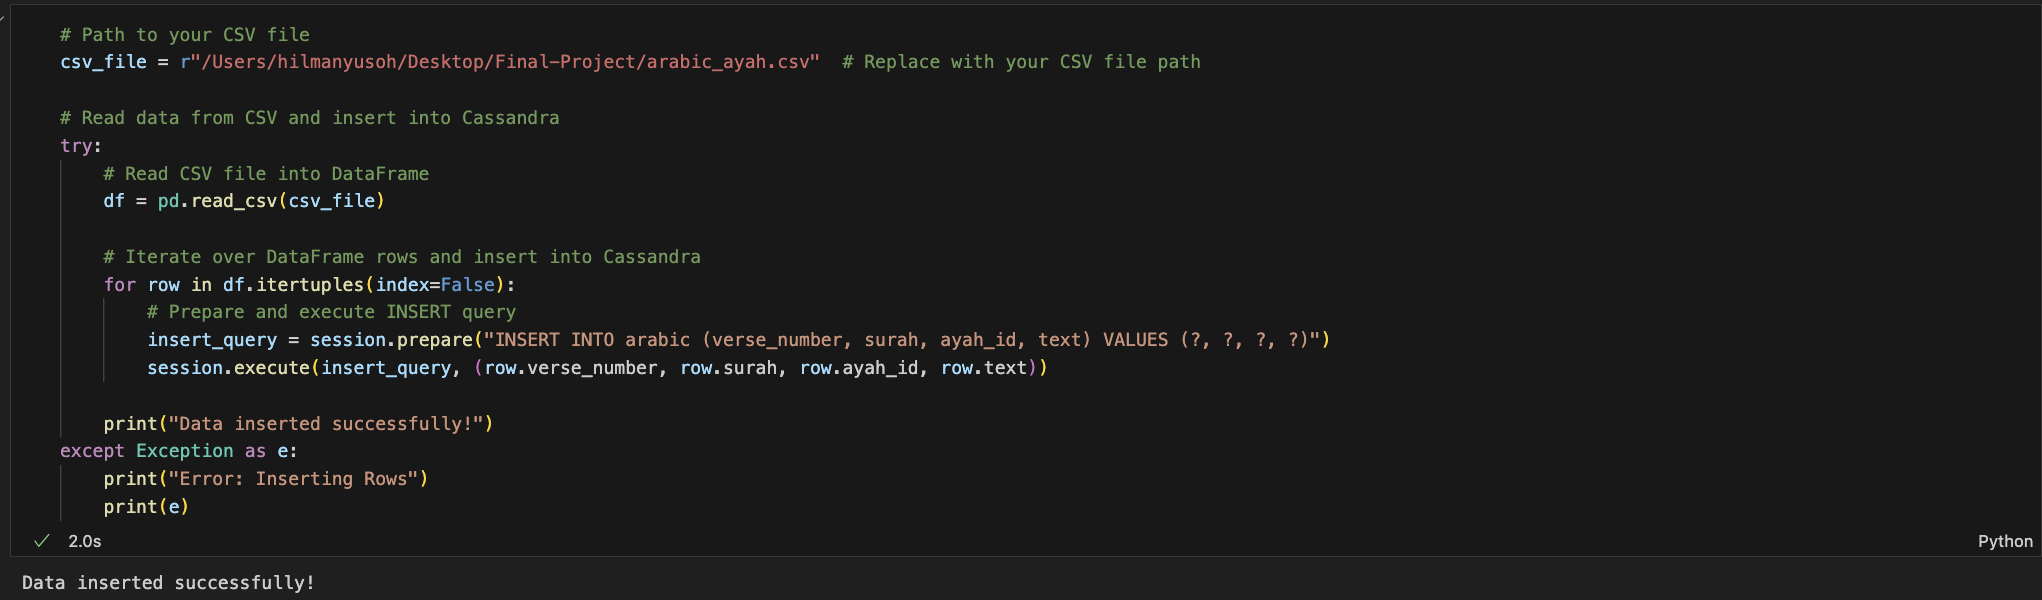 # Path to your CSV file
csv_file = r"/Users/hilmanyusoh/Desktop/Final-Project/arabic_ayah.csv"  # Replace with your CSV file path
# Read data from CSV and insert into Cassandra
try:
    # Read CSV file into DataFrame
    df = pd.read_csv(csv_file)
    # Iterate over DataFrame rows and insert into Cassandra
    for row in df.itertuples(index=False):
        # Prepare and execute INSERT query
        insert_query = session.prepare("INSERT INTO arabic (verse_number, surah, ayah_id, text) VALUES (?, ?, ?, ?)")
        session.execute(insert_query, (row.verse_number, row.surah, row.ayah_id, row.text))
    print("Data inserted successfully!")
except Exception as e:
    print("Error: Inserting Rows")
    print(e)
2.0s
Python
Data inserted successfully!